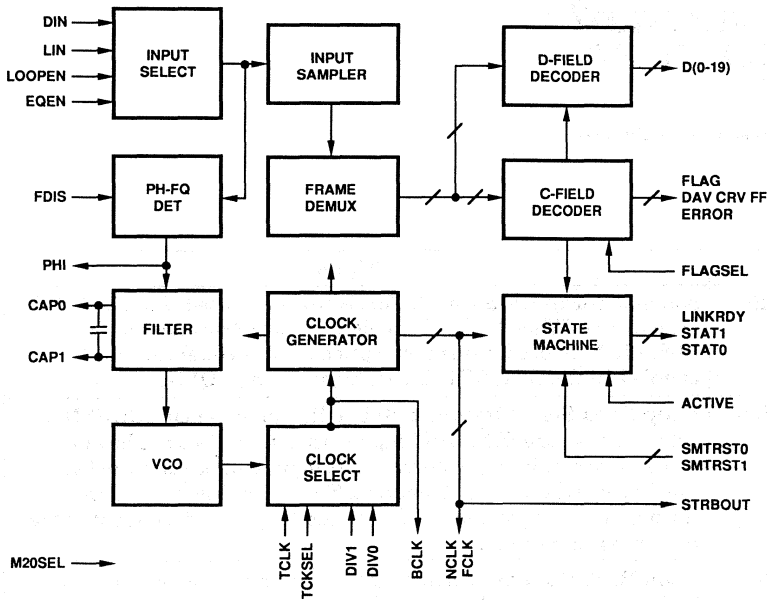 DIN
LIN
LOOPEN
EQEN
INPUT
SELECT
INPUT
SAMPLER
D-FIELD
DECODER
D(0-19)
FDIS
PH-FQ
DET
FRAME
DEMUX
C-FIELD
DECODER
FLAG
DAV CRV FF
ERROR
PHI
FLAGSEL
CAP0
CAP1
FILTER
CLOCK
GENERATOR
STATE
MACHINE
LINKRDY
STAT1
STAT0
ACTIVE
VCO
CLOCK
SELECT
SMTRST0
SMTRST1
STRBOUT
M20SEL
TCLK
TCKSEL
DIV1
DIV0
BCLK
NCLK
FCLK